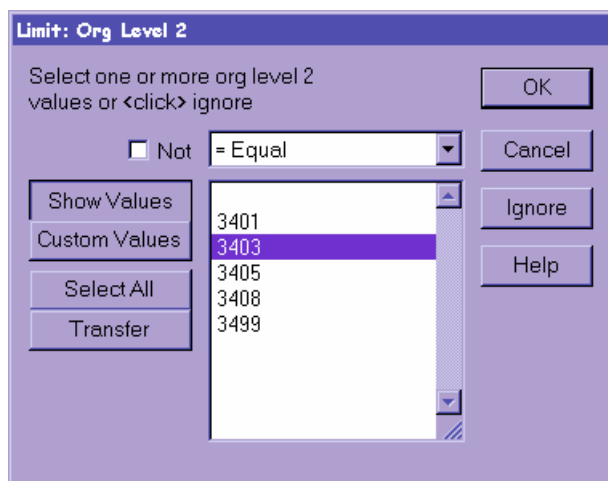 Limit: Org Level 2
Select one or more org level 2
values or <click> ignore
OK
Not
= Equal
Cancel
Show Values
Custom Values
Select All
Transfer
3401
3403
3405
3408
3499
Ignore
Help